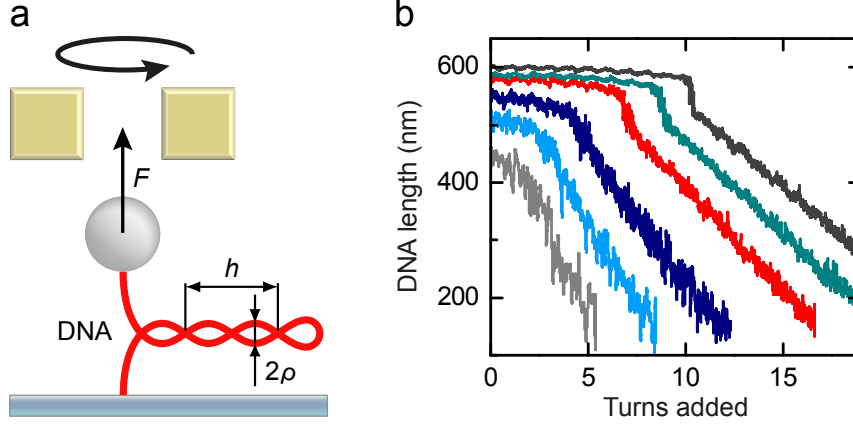 a
F
h
DNA
2ρ
b
DNA length (nm)
600
400
200
0
5
10
15
Turns added